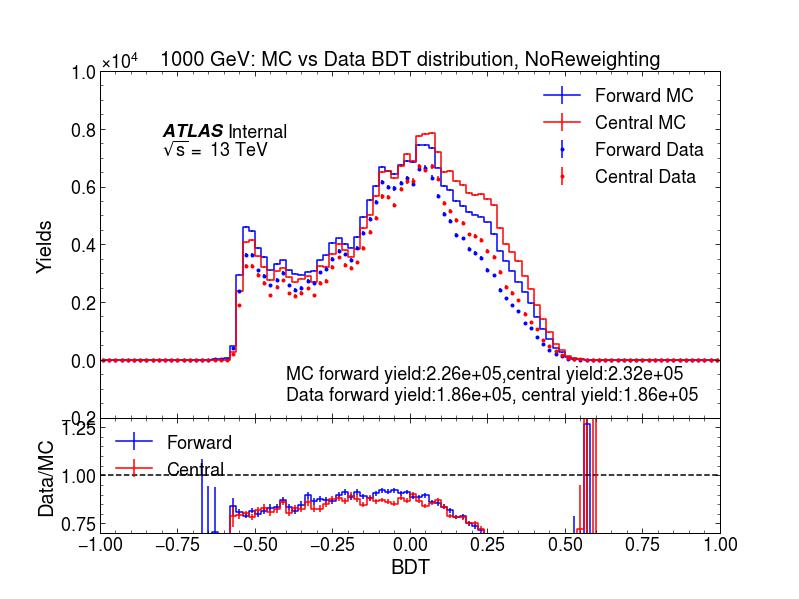 ×10⁴ 1000 GeV: MC vs Data BDT distribution, NoReweighting
1.0
0.8
0.6
0.4
0.2
0.0
0.2
Yields
ATLAS Internal
√s = 13 TeV
Forward MC
Central MC
Forward Data
Central Data
MC forward yield:2.26e+05,central yield:2.32e+05
Data forward yield:1.86e+05, central yield:1.86e+05
1.25
1.00
0.75
Data/MC
Forward
Central
−1.00 −0.75 −0.50 −0.25 0.00 0.25 0.50 0.75 1.00
BDT